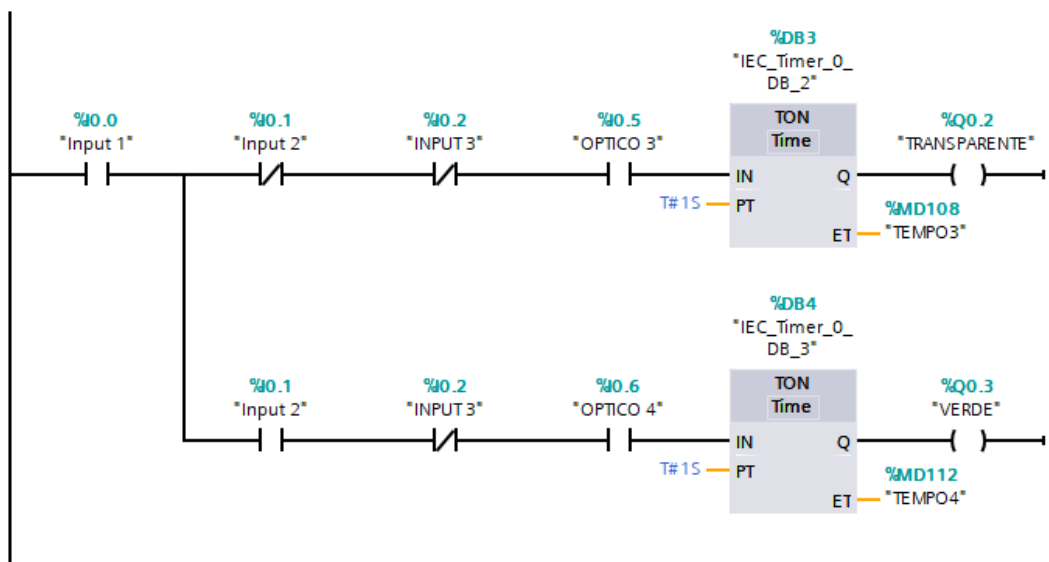 %DB3
"IEC_Timer_0_
DB_2"
%I0.0 %I0.1 %I0.2 %I0.5 TON %Q0.2
"Input 1" "Input 2" "INPUT 3" "OPTICO 3" Time "TRANSPARENTE"
IN Q
T#1S PT %MD108
ET "TEMPO3"
%DB4
"IEC_Timer_0_
DB_3"
%I0.1 %I0.2 %I0.6 TON %Q0.3
"Input 2" "INPUT 3" "OPTICO 4" Time "VERDE"
IN Q
T#1S PT %MD112
ET "TEMPO4"